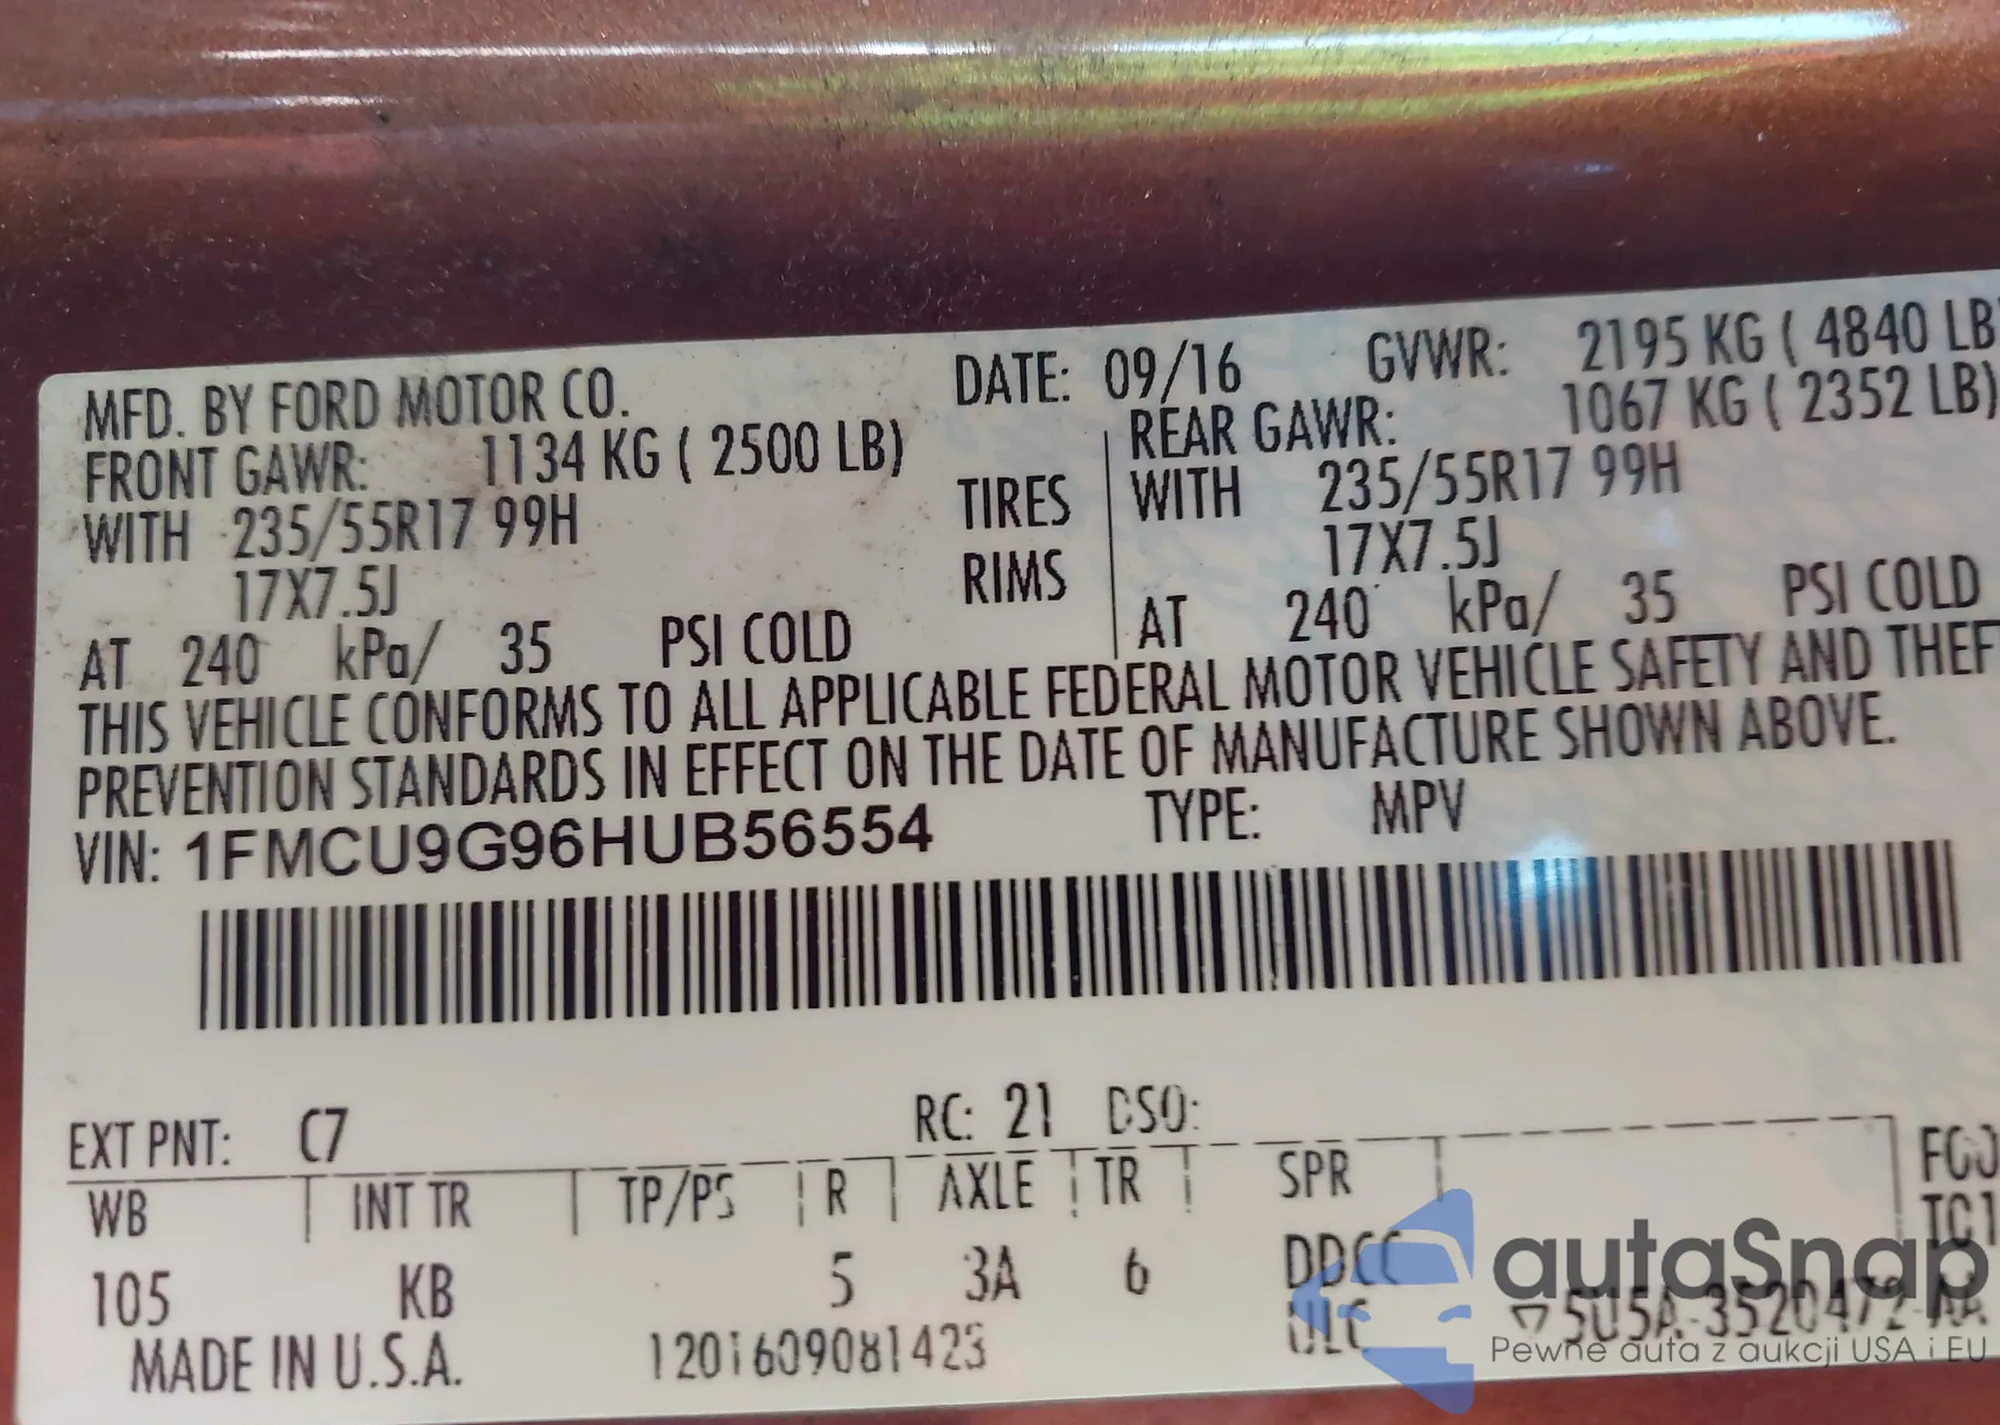 MFD. BY FORD MOTOR CO. DATE: 09/16 GVWR: 2195 KG ( 4840 LB
FRONT GAWR: 1134 KG ( 2500 LB) REAR GAWR: 1067 KG ( 2352 LB)
WITH 235/55R17 99H TIRES WITH 235/55R17 99H
17X7.5J RIMS 17X7.5J
AT 240 kPa/ 35 PSI COLD AT 240 kPa/ 35 PSI COLD
THIS VEHICLE CONFORMS TO ALL APPLICABLE FEDERAL MOTOR VEHICLE SAFETY AND THEF
PREVENTION STANDARDS IN EFFECT ON THE DATE OF MANUFACTURE SHOWN ABOVE.
VIN: 1FMCU9G96HUB56554 TYPE: MPV
EXT PNT: C7 RC: 21 DSO:
WB INT TR TP/PS R AXLE TR SPR
105 KB 5 3A 6 DDCC
MADE IN U.S.A. 1201609081423
autaSnap
Pewne auta z aukcji USA i EU